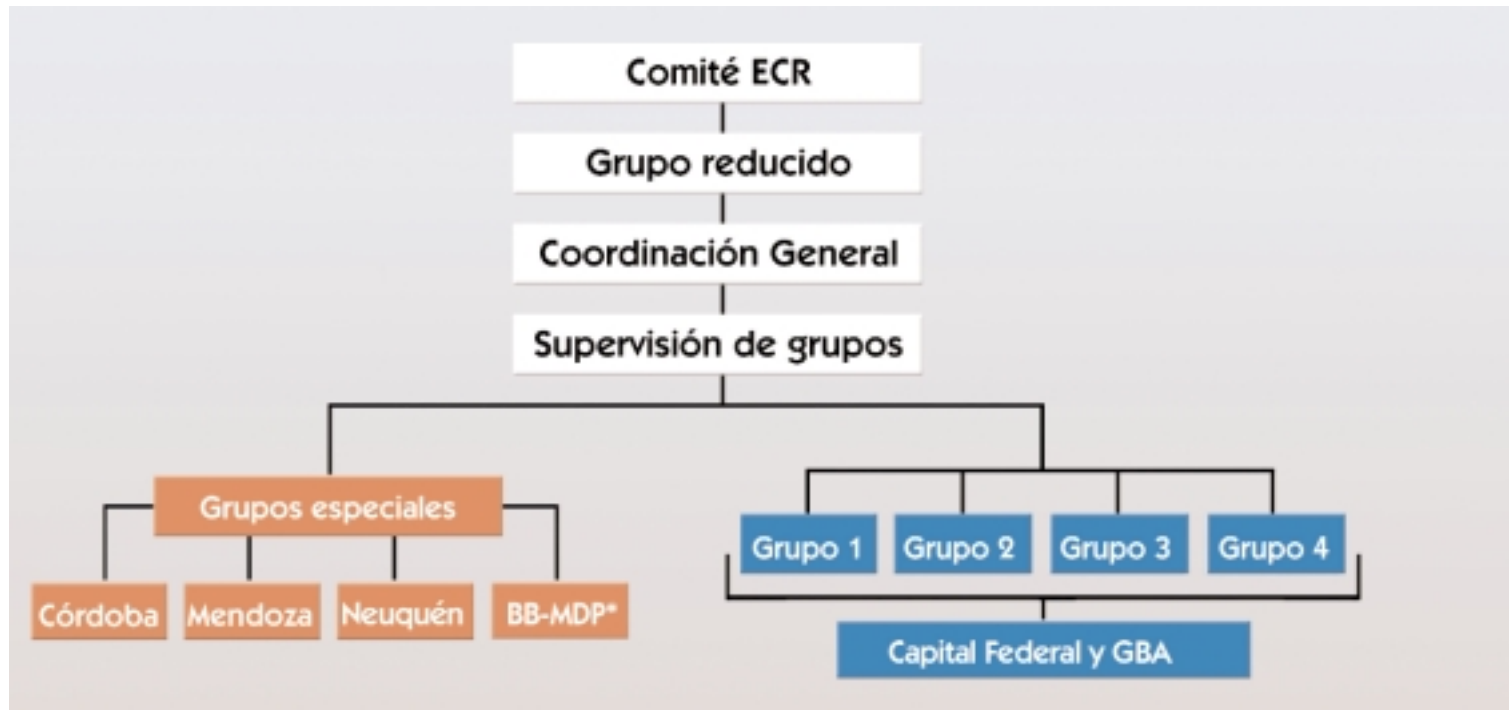 Comité ECR
Grupo reducido
Coordinación General
Supervisión de grupos
Grupos especiales
Córdoba
Mendoza
Neuquén
BB-MDP*
Grupo 1
Grupo 2
Grupo 3
Grupo 4
Capital Federal y GBA